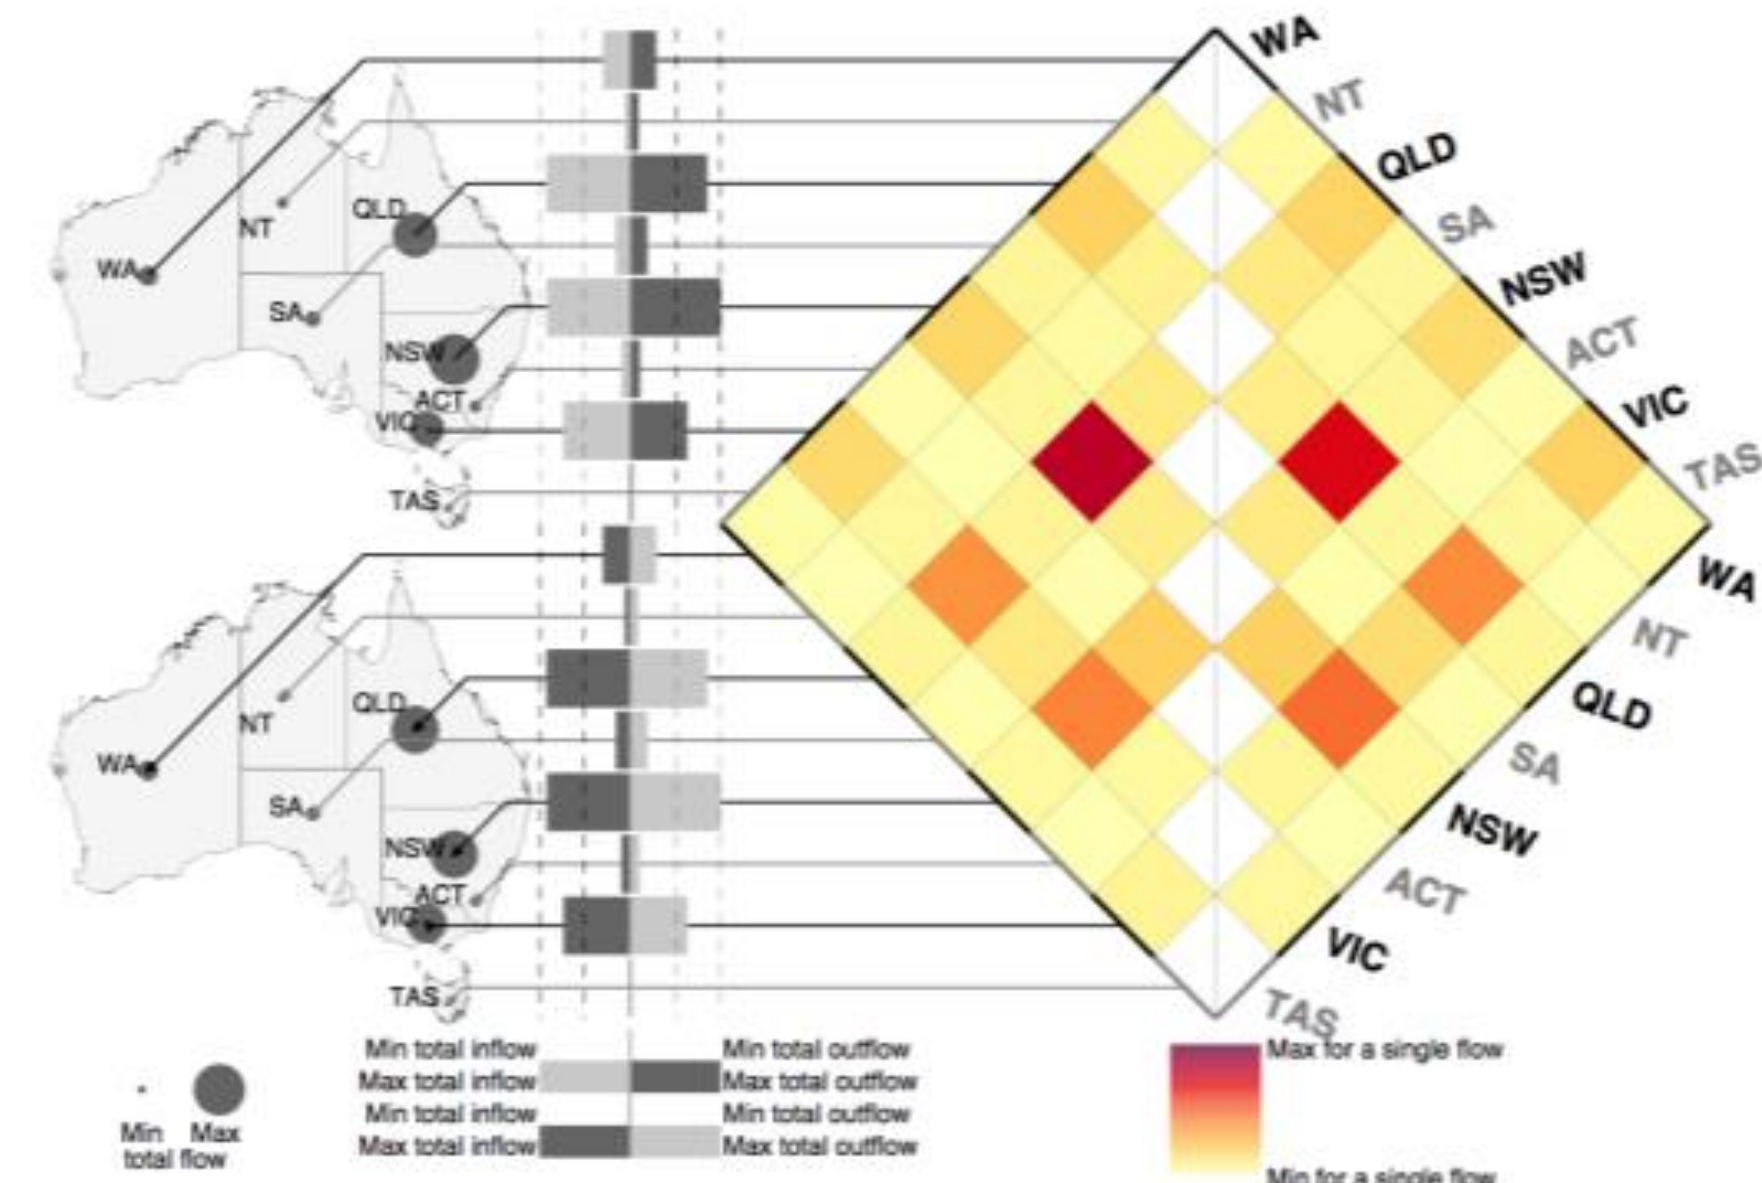 WA
NT
QLD
SA
NSW
ACT
VIC
TAS
WA
NT
QLD
SA
NSW
ACT
VIC
TAS
WA
NT
QLD
SA
NSW
ACT
VIC
TAS
WA
NT
QLD
SA
NSW
ACT
VIC
TAS
Min Max
total flow
Min total inflow Min total outflow
Max total inflow Max total outflow
Min total inflow Min total outflow
Max total inflow Max total outflow
Max for a single flow
Min for a single flow